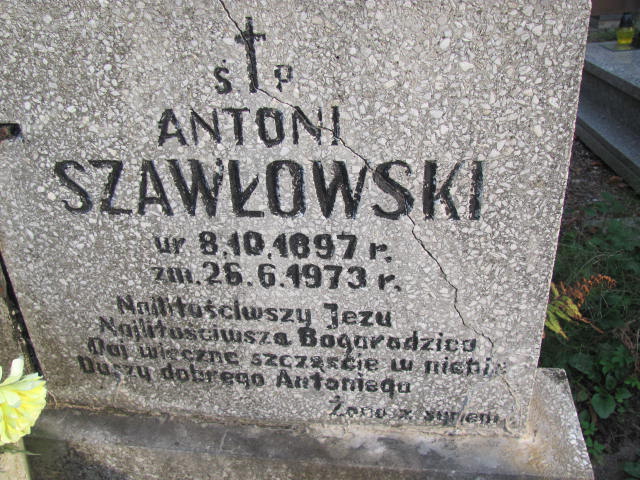 ś p
ANTONI
SZAWŁOWSKI
ur 8.10.1897 r.
zm. 26.6.1973 r.
Najlitościwszy Jezu
Najlitościwsza Bogarodzico
Daj wieczne szczęście w niebie
Duszy dobrego Antoniego
Żona z synem